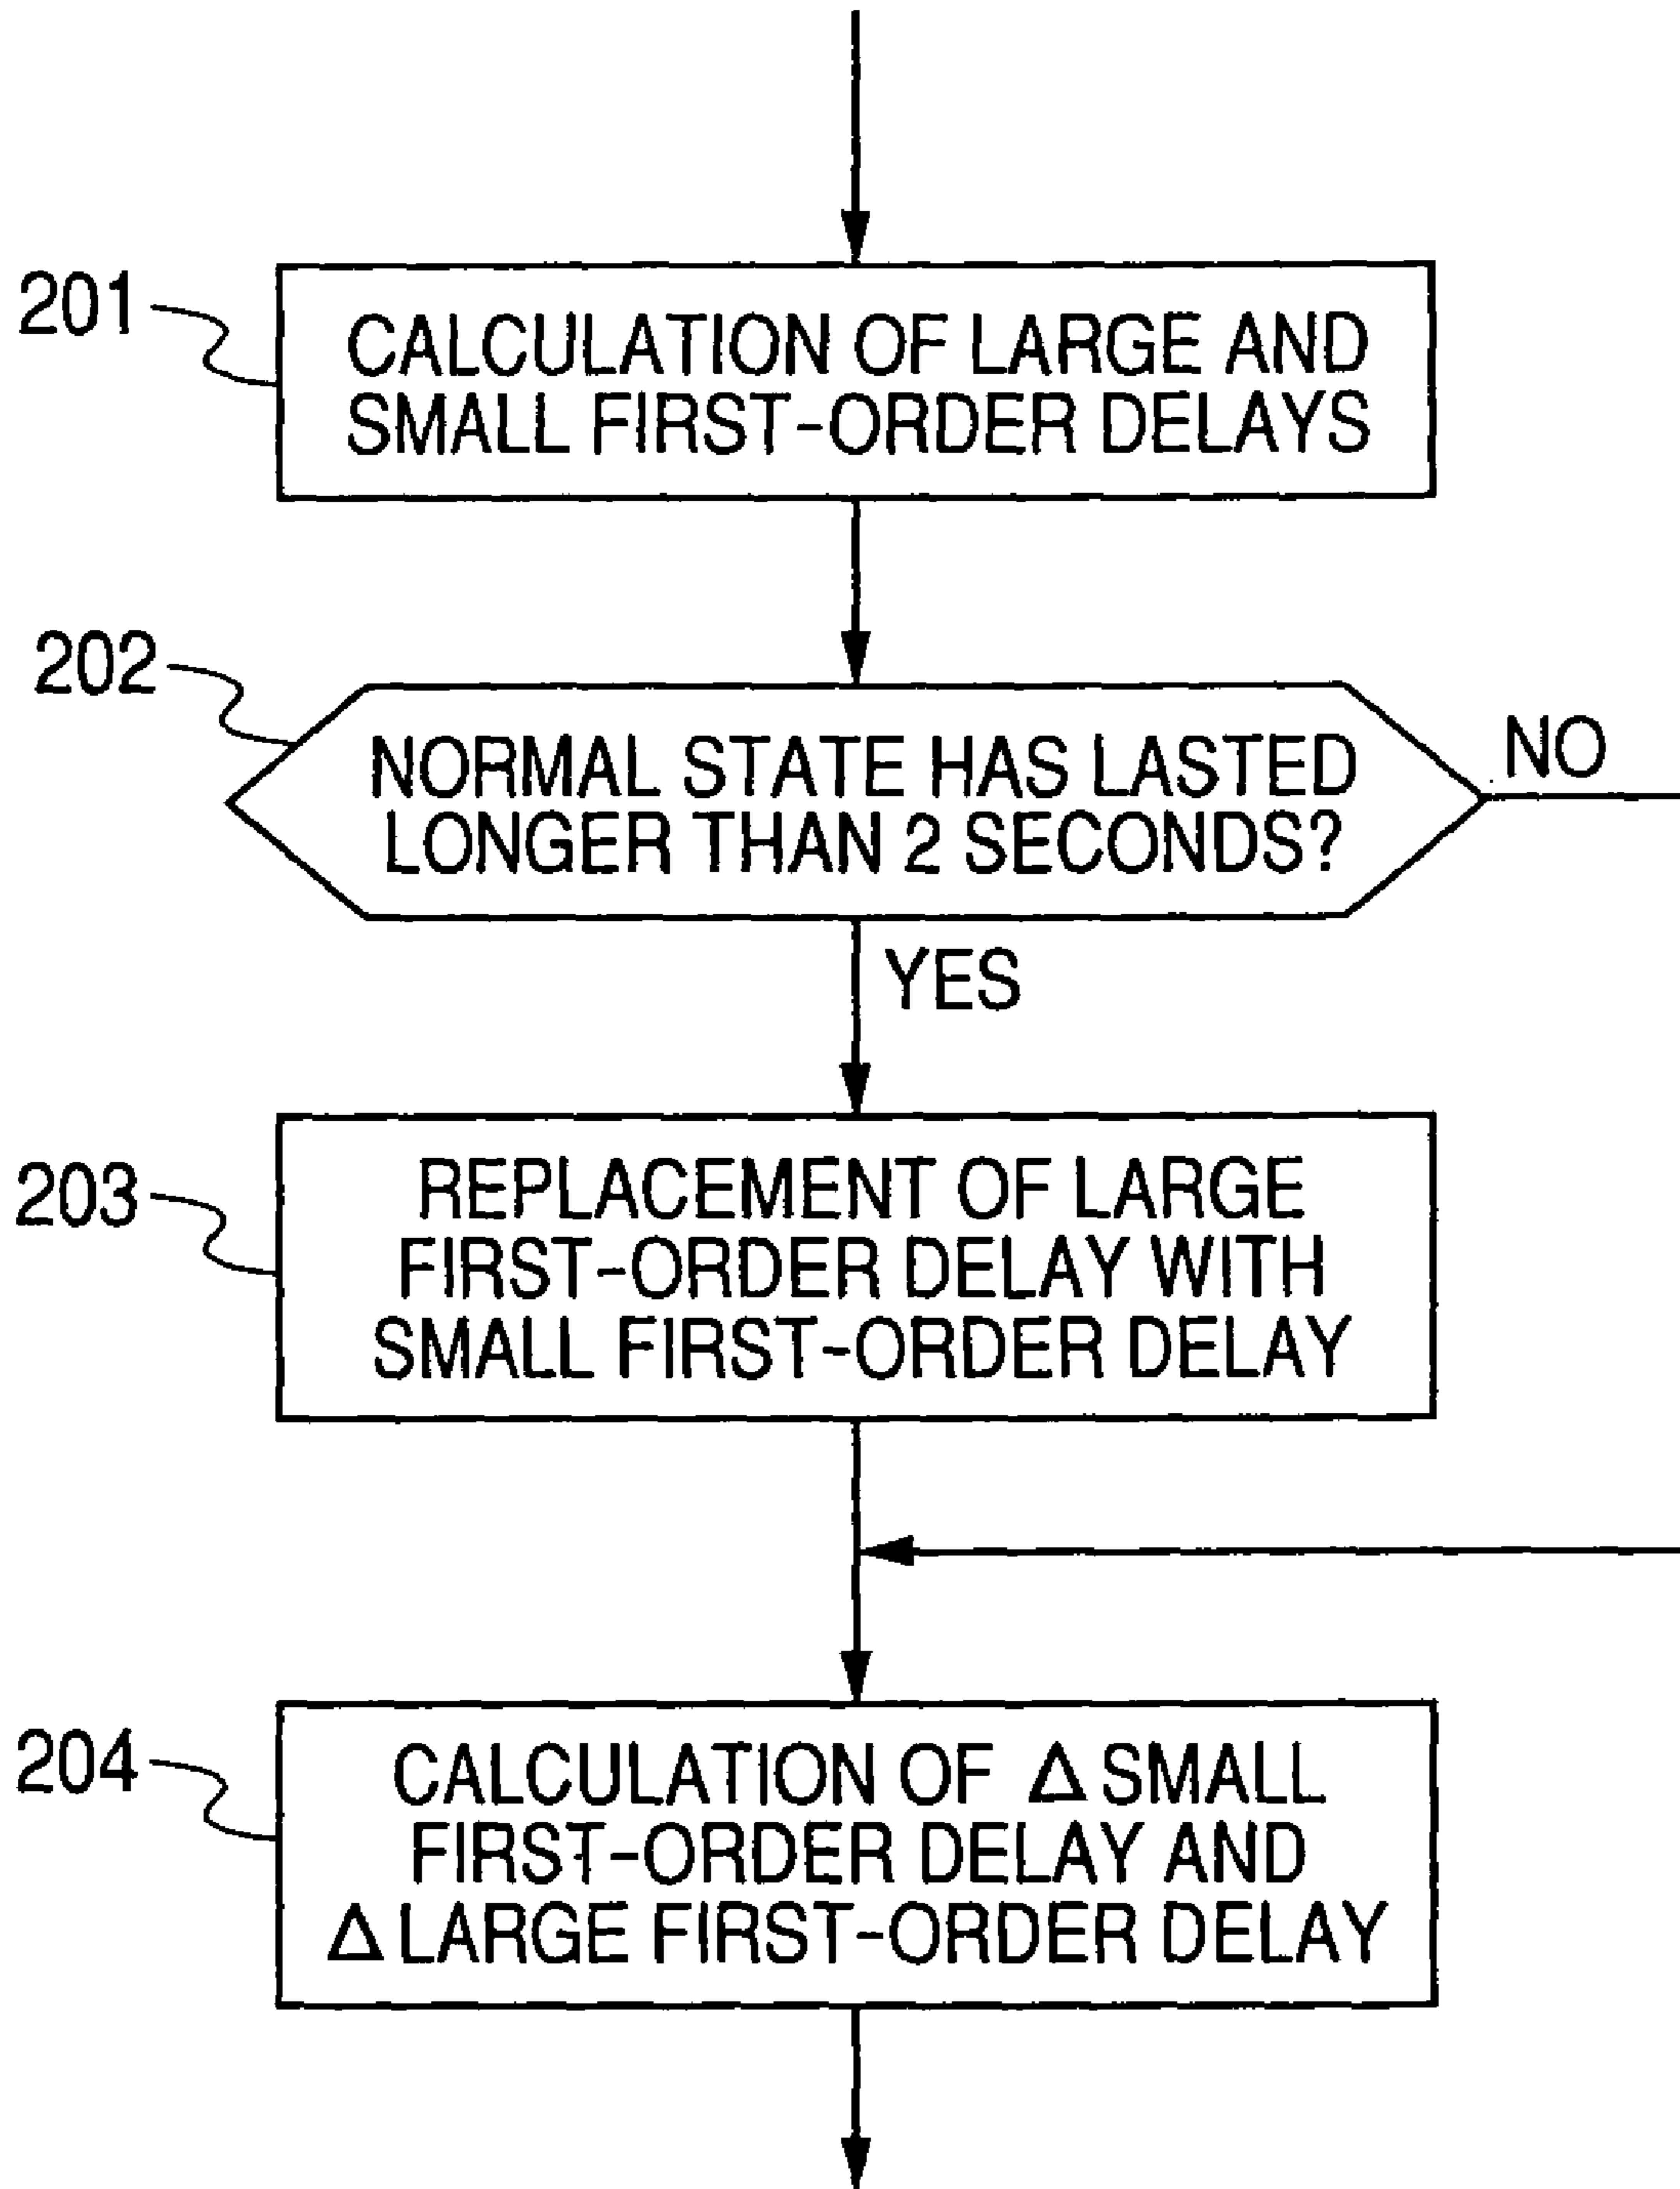 201
CALCULATION OF LARGE AND
SMALL FIRST-ORDER DELAYS
202
NORMAL STATE HAS LASTED
LONGER THAN 2 SECONDS?
NO
YES
203
REPLACEMENT OF LARGE
FIRST-ORDER DELAY WITH
SMALL FIRST-ORDER DELAY
204
CALCULATION OF Δ SMALL
FIRST-ORDER DELAY AND
Δ LARGE FIRST-ORDER DELAY